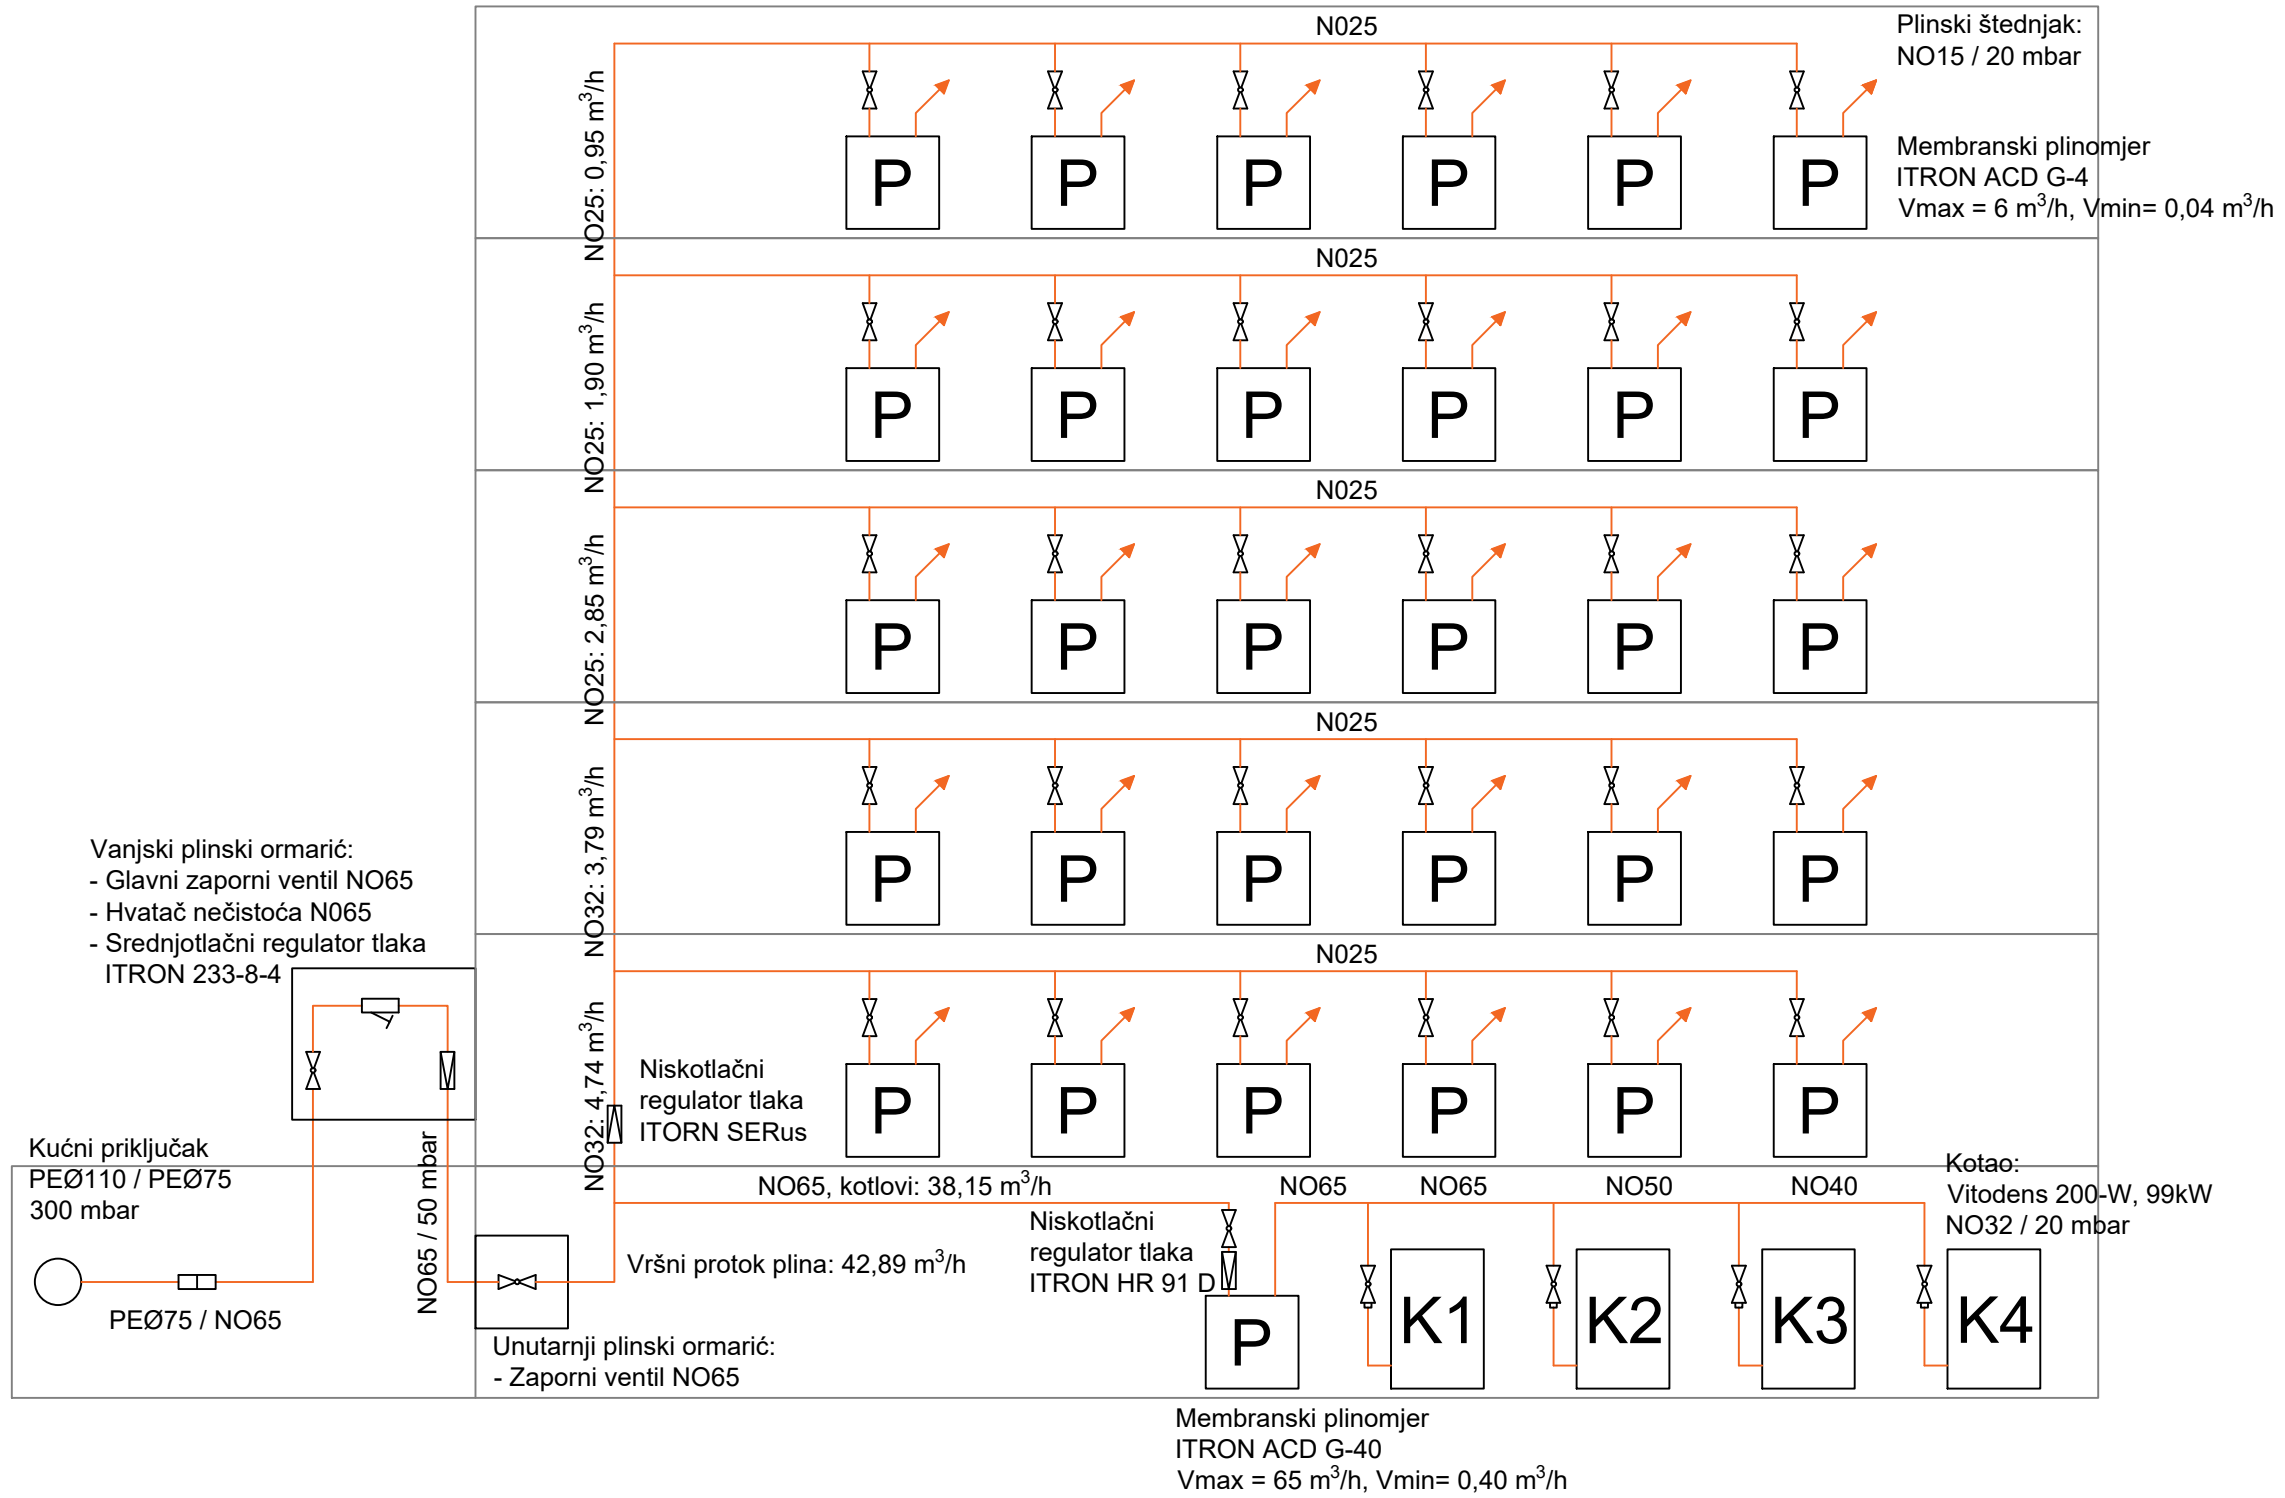 N025
Plinski štednjak:
NO15 / 20 mbar
NO25: 0,95 m³/h
P P P P P P
Membranski plinomjer
ITRON ACD G-4
Vmax = 6 m³/h, Vmin= 0,04 m³/h
N025
NO25: 1,90 m³/h
P P P P P P
N025
NO25: 2,85 m³/h
P P P P P P
N025
NO32: 3,79 m³/h
P P P P P P
Vanjski plinski ormarić:
- Glavni zaporni ventil NO65
- Hvatač nečistoća N065
- Srednjotlačni regulator tlaka
ITRON 233-8-4
N025
NO32: 4,74 m³/h
Niskotlačni
regulator tlaka
ITORN SERus
P P P P P P
Kućni priključak
PEØ110 / PEØ75
300 mbar
PEØ75 / NO65
NO65 / 50 mbar
NO65, kotlovi: 38,15 m³/h
Vršni protok plina: 42,89 m³/h
Unutarnji plinski ormarić:
- Zaporni ventil NO65
Niskotlačni
regulator tlaka
ITRON HR 91 D
P
NO65 NO65 NO50 NO40
Kotao:
Vitodens 200-W, 99kW
NO32 / 20 mbar
K1 K2 K3 K4
Membranski plinomjer
ITRON ACD G-40
Vmax = 65 m³/h, Vmin= 0,40 m³/h